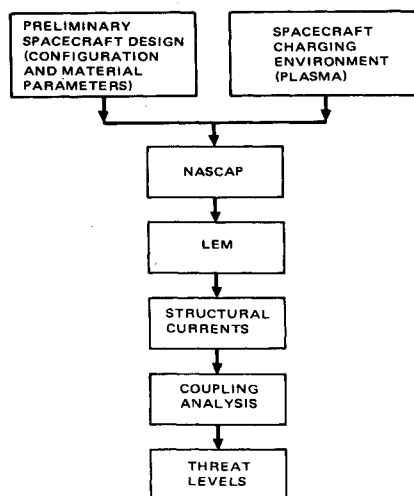 PRELIMINARY
SPACECRAFT DESIGN
(CONFIGURATION
AND MATERIAL
PARAMETERS)
SPACECRAFT
CHARGING
ENVIRONMENT
(PLASMA)
NASCAP
LEM
STRUCTURAL
CURRENTS
COUPLING
ANALYSIS
THREAT
LEVELS